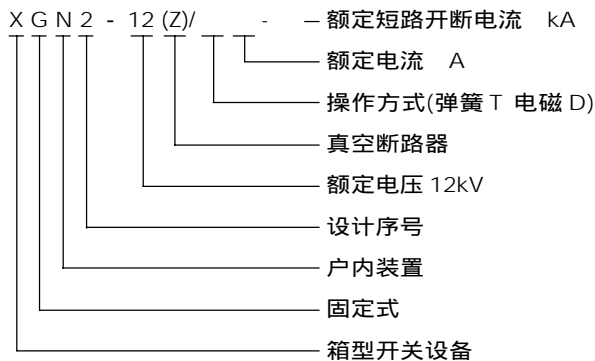 X G N 2 - 12 (Z)/ - 额定短路开断电流 kA
额定电流 A
操作方式(弹簧 T 电磁 D)
真空断路器
额定电压 12kV
设计序号
户内装置
固定式
箱型开关设备